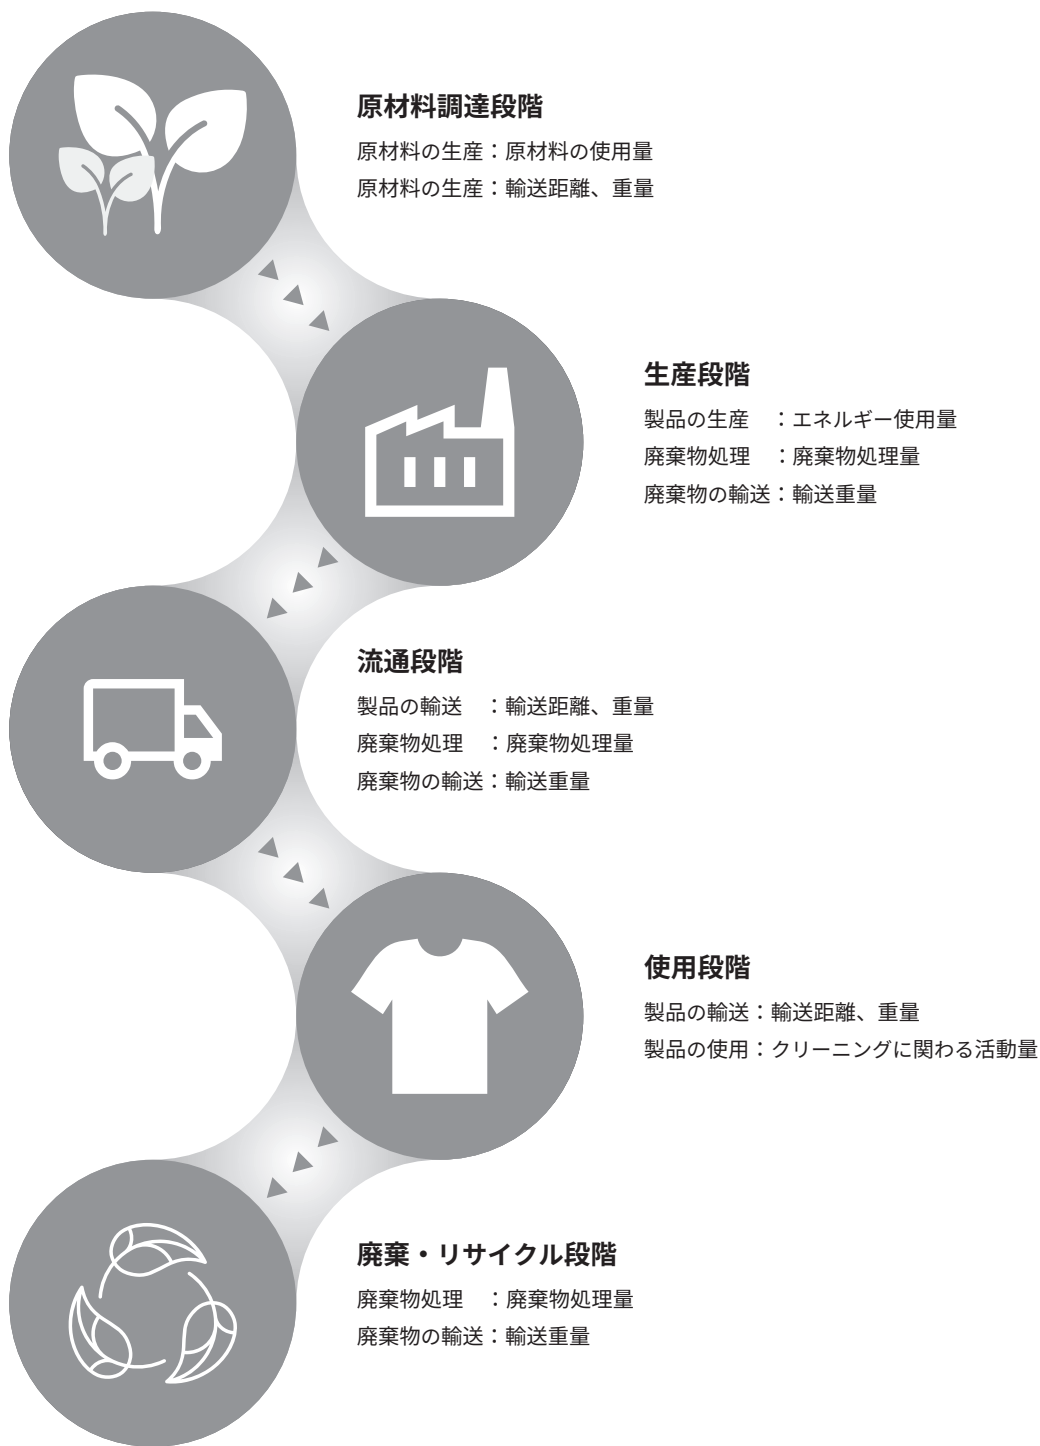 原材料調達段階
原材料の生産：原材料の使用量
原材料の生産：輸送距離、重量
生産段階
製品の生産　：エネルギー使用量
廃棄物処理　：廃棄物処理量
廃棄物の輸送：輸送重量
流通段階
製品の輸送　：輸送距離、重量
廃棄物処理　：廃棄物処理量
廃棄物の輸送：輸送重量
使用段階
製品の輸送：輸送距離、重量
製品の使用：クリーニングに関わる活動量
廃棄・リサイクル段階
廃棄物処理　：廃棄物処理量
廃棄物の輸送：輸送重量